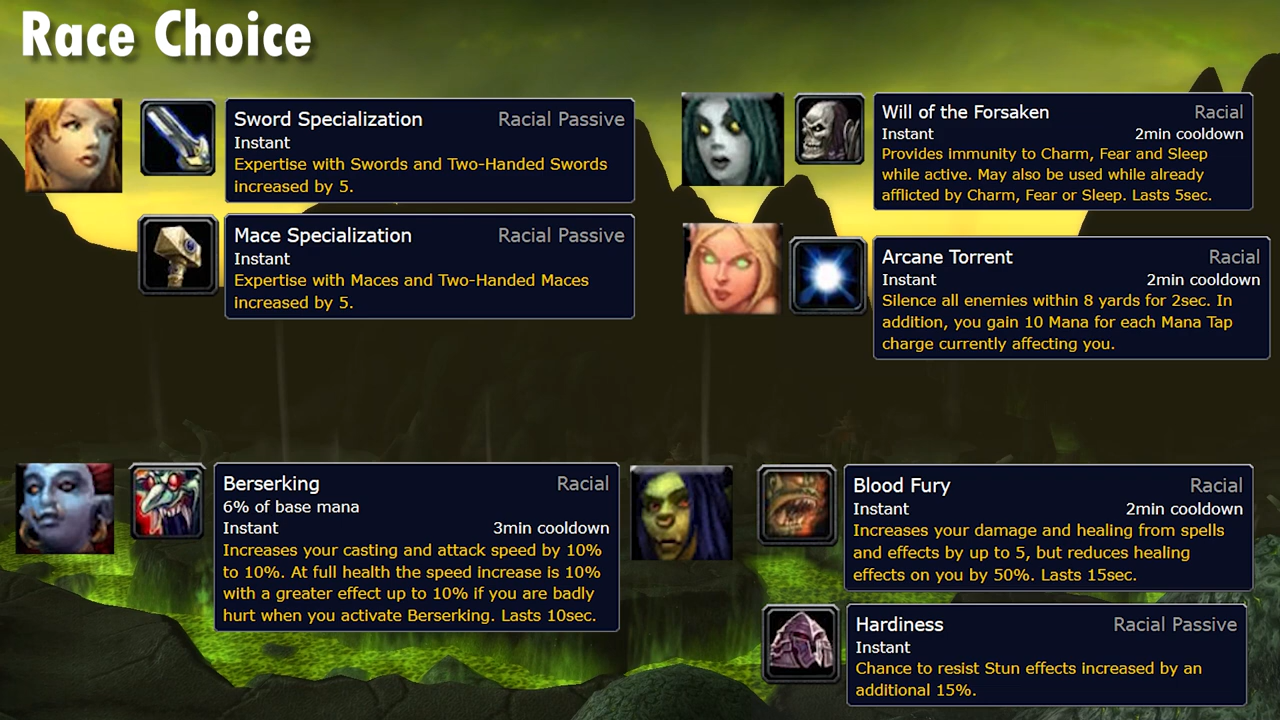 Race Choice
Sword Specialization Racial Passive
Instant
Expertise with Swords and Two-Handed Swords
increased by 5.
Mace Specialization Racial Passive
Instant
Expertise with Maces and Two-Handed Maces
increased by 5.
Will of the Forsaken Racial
Instant 2min cooldown
Provides immunity to Charm, Fear and Sleep
while active. May also be used while already
afflicted by Charm, Fear or Sleep. Lasts 5sec.
Arcane Torrent Racial
Instant 2min cooldown
Silence all enemies within 8 yards for 2sec. In
addition, you gain 10 Mana for each Mana Tap
charge currently affecting you.
Berserking Racial
6% of base mana
Instant 3min cooldown
Increases your casting and attack speed by 10%
to 10%. At full health the speed increase is 10%
with a greater effect up to 10% if you are badly
hurt when you activate Berserking. Lasts 10sec.
Blood Fury Racial
Instant 2min cooldown
Increases your damage and healing from spells
and effects by up to 5, but reduces healing
effects on you by 50%. Lasts 15sec.
Hardiness Racial Passive
Instant
Chance to resist Stun effects increased by an
additional 15%.